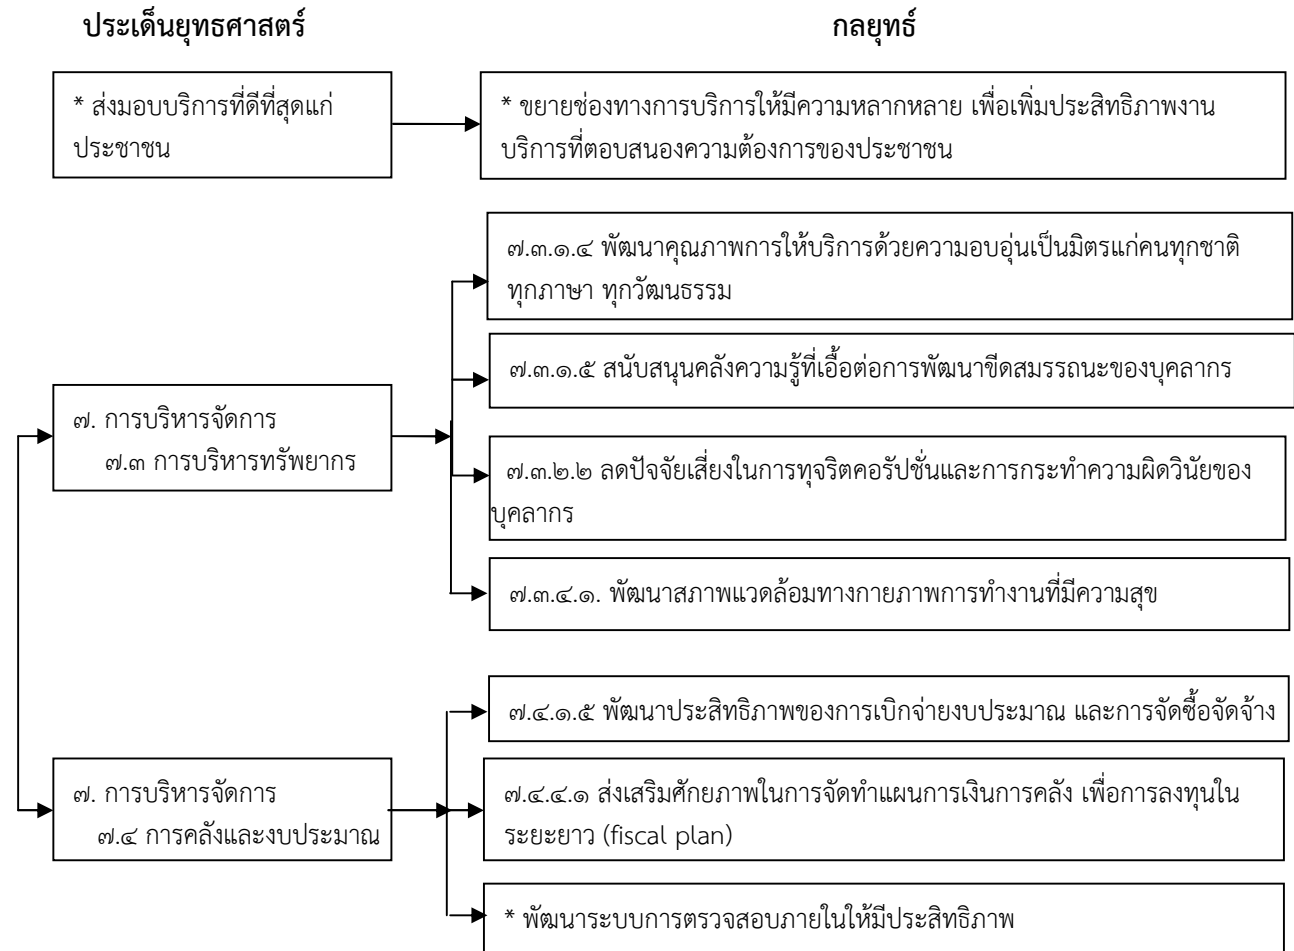 ประเด็นยุทธศาสตร์
กลยุทธ์
* ส่งมอบบริการที่ดีที่สุดแก่
ประชาชน
* ขยายช่องทางการบริการให้มีความหลากหลาย เพื่อเพิ่มประสิทธิภาพงาน
บริการที่ตอบสนองความต้องการของประชาชน
๗. การบริหารจัดการ
๗.๓ การบริหารทรัพยากร
๗.๓.๑.๔ พัฒนาคุณภาพการให้บริการด้วยความอบอุ่นเป็นมิตรแก่คนทุกชาติ
ทุกภาษา ทุกวัฒนธรรม
๗.๓.๑.๕ สนับสนุนคลังความรู้ที่เอื้อต่อการพัฒนาขีดสมรรถนะของบุคลากร
๗.๓.๒.๒ ลดปัจจัยเสี่ยงในการทุจริตคอรัปชั่นและการกระทำความผิดวินัยของ
บุคลากร
๗.๓.๔.๑. พัฒนาสภาพแวดล้อมทางกายภาพการทำงานที่มีความสุข
๗. การบริหารจัดการ
๗.๔ การคลังและงบประมาณ
๗.๔.๑.๕ พัฒนาประสิทธิภาพของการเบิกจ่ายงบประมาณ และการจัดซื้อจัดจ้าง
๗.๔.๔.๑ ส่งเสริมศักยภาพในการจัดทำแผนการเงินการคลัง เพื่อการลงทุนใน
ระยะยาว (fiscal plan)
* พัฒนาระบบการตรวจสอบภายในให้มีประสิทธิภาพ